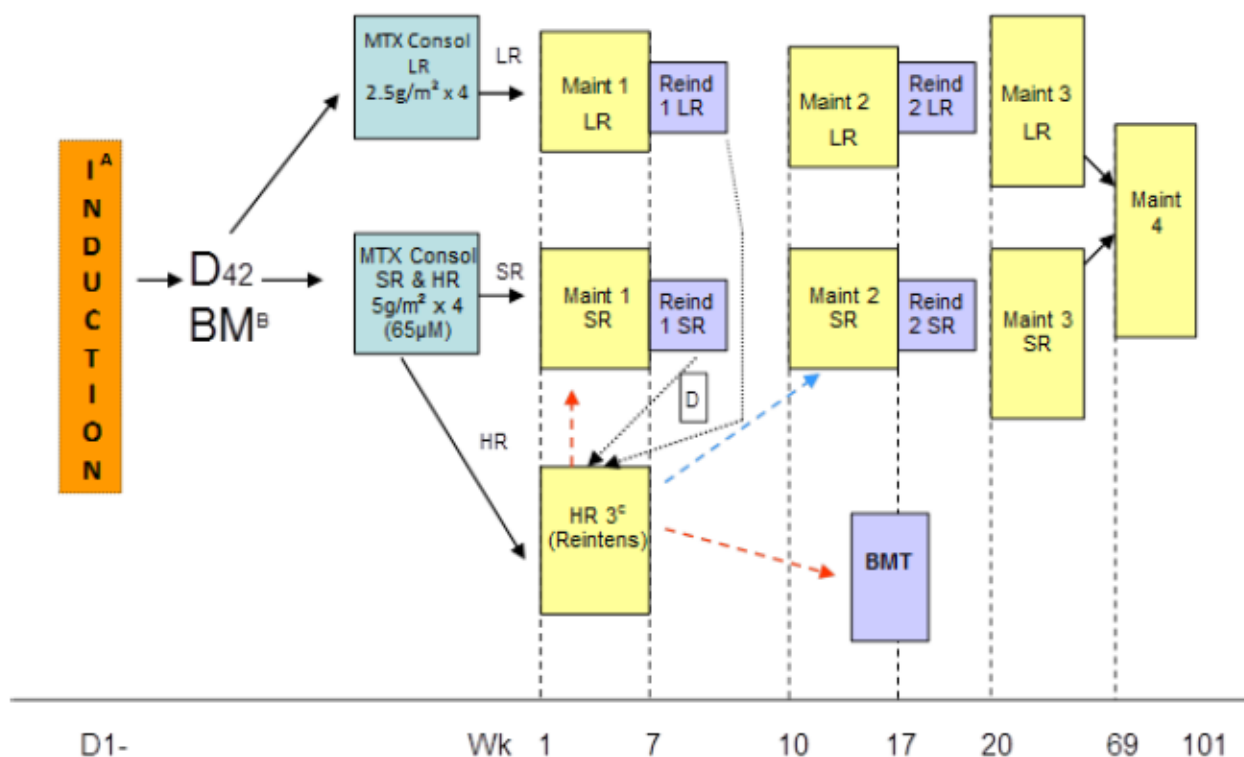 MTX Consol
LR
2.5g/m² x 4
LR
Maint 1
LR
Reind
1 LR
Maint 2
LR
Reind
2 LR
Maint 3
LR
Maint
4
I^A
N
D
U
C
T
I
O
N
D42
BM^B
MTX Consol
SR & HR
5g/m² x 4
(65µM)
SR
Maint 1
SR
Reind
1 SR
Maint 2
SR
Reind
2 SR
Maint 3
SR
D
HR
HR 3^c
(Reintens)
BMT
D1- Wk 1 7 10 17 20 69 101